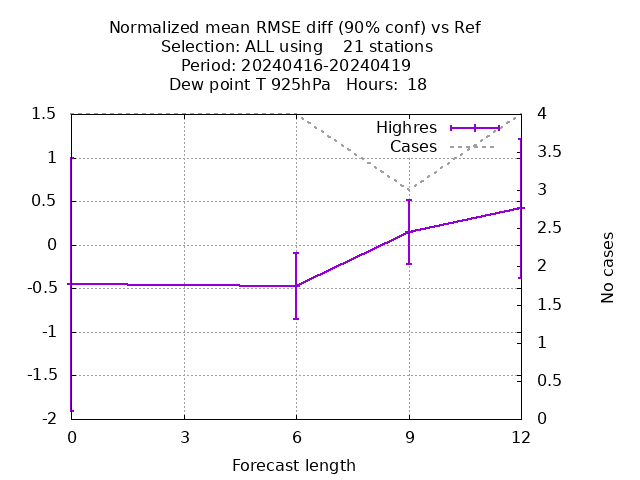 Normalized mean RMSE diff (90% conf) vs Ref
Selection: ALL using    21 stations
Period: 20240416-20240419
Dew point T 925hPa   Hours:  18
Highres
Cases
1.5
1
0.5
0
-0.5
-1
-1.5
-2
4
3.5
3
2.5
2
1.5
1
0.5
0
No cases
0 3 6 9 12
Forecast length